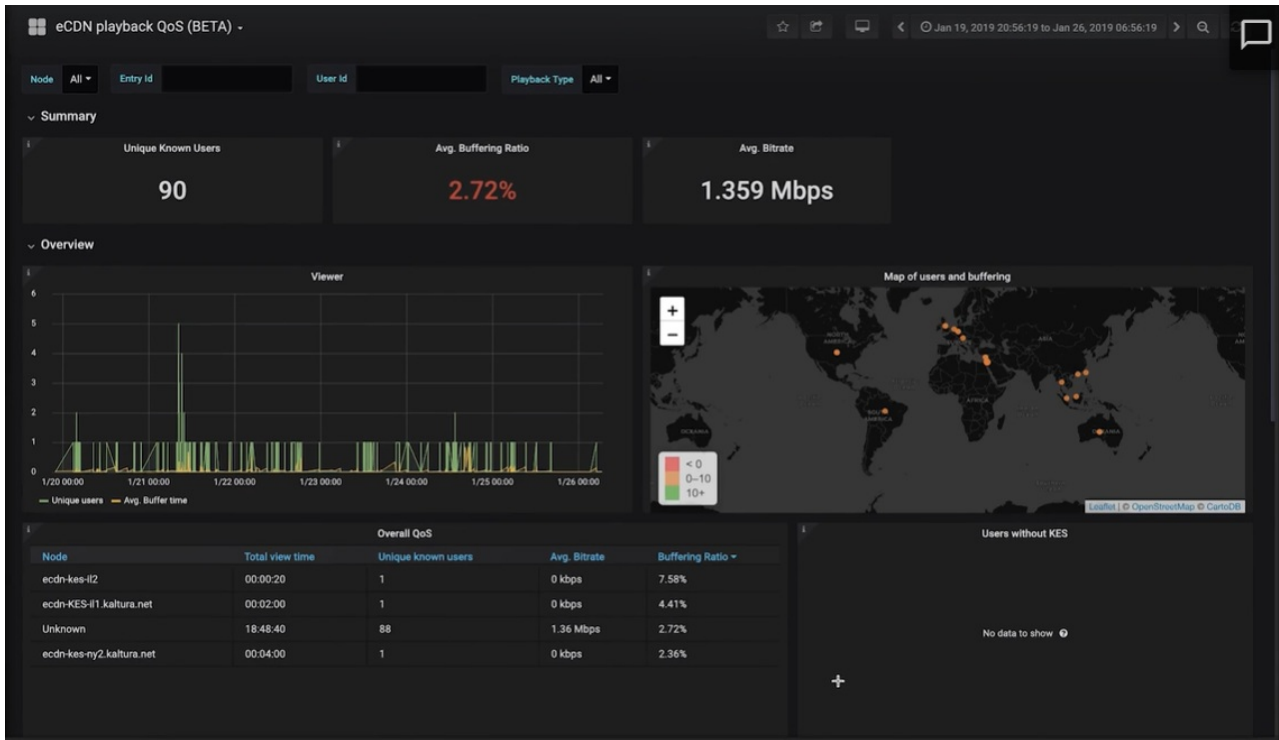 eCDN playback QoS (BETA)
Jan 19, 2019 20:56:19 to Jan 26, 2019 06:56:19
Node All Entry Id User Id Playback Type All
Summary
Unique Known Users
90
Avg. Buffering Ratio
2.72%
Avg. Bitrate
1.359 Mbps
Overview
Viewer
6
5
4
3
2
1
0
1/20 00:00 1/21 00:00 1/22 00:00 1/23 00:00 1/24 00:00 1/25 00:00 1/26 00:00
Unique users Avg. Buffer time
Map of users and buffering
+
−
NORTH
AMERICA
ASIA
AFRICA
SOUTH
AMERICA
OCEANIA
< 0
0–10
10+
Leaflet | © OpenStreetMap © CartoDB
Overall QoS
Node Total view time Unique known users Avg. Bitrate Buffering Ratio
ecdn-kes-il2 00:00:20 1 0 kbps 7.58%
ecdn-KES-il1.kaltura.net 00:02:00 1 0 kbps 4.41%
Unknown 18:48:40 88 1.36 Mbps 2.72%
ecdn-kes-ny2.kaltura.net 00:04:00 1 0 kbps 2.36%
Users without KES
No data to show